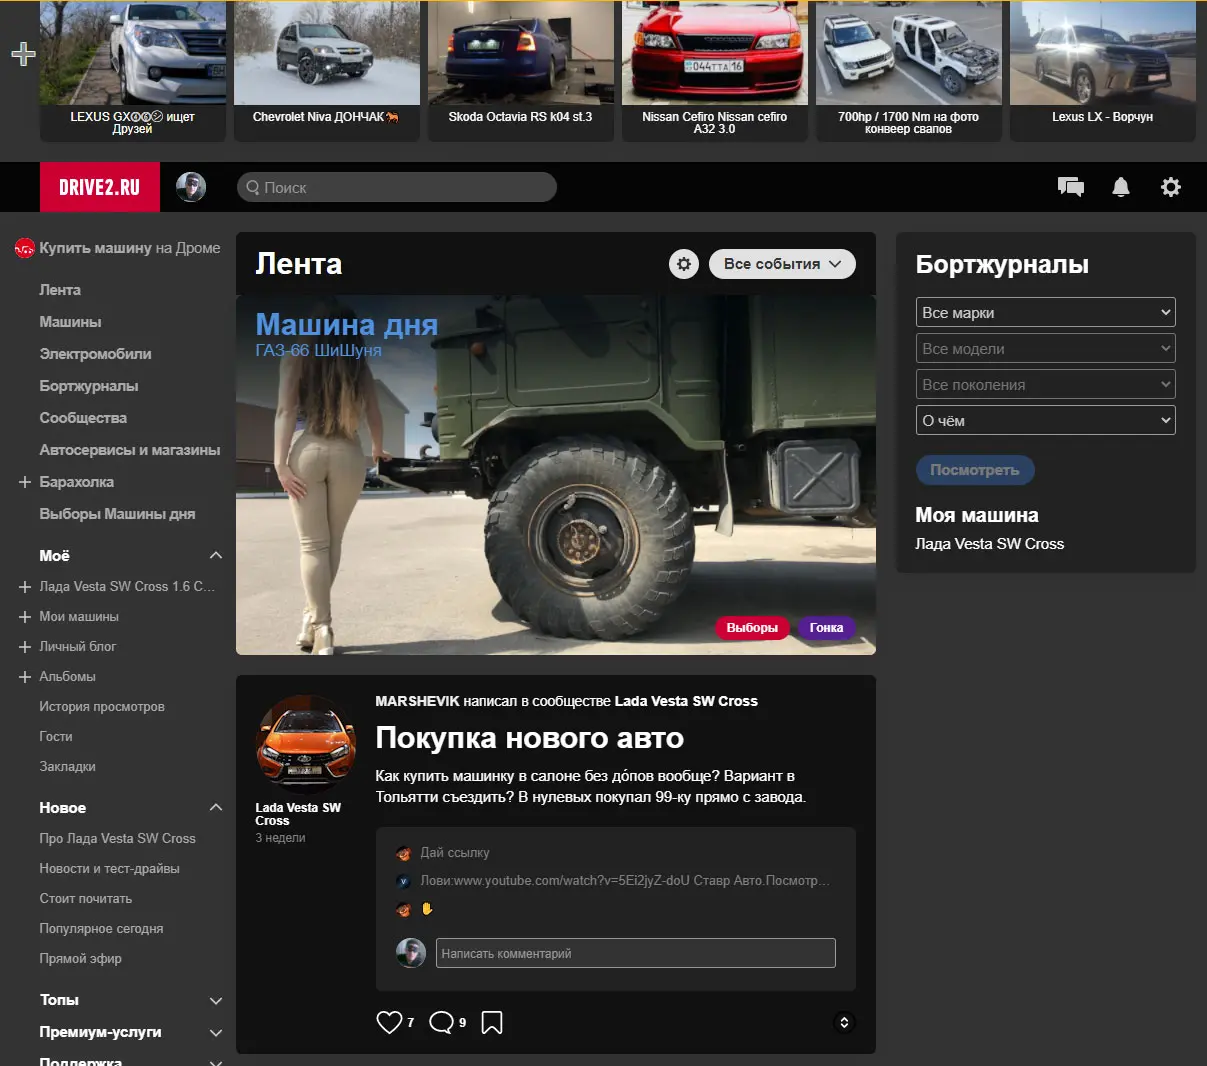 LEXUS GX④⑥⓪ ищет
Друзей
Chevrolet Niva ДОНЧАК🐎
Skoda Octavia RS k04 st.3
Nissan Cefiro Nissan cefiro
A32 3.0
700hp / 1700 Nm на фото
конвеер свапов
Lexus LX - Ворчун
044TTA 16
DRIVE2.RU
Поиск
Купить машину на Дроме
Лента
Машины
Электромобили
Бортжурналы
Сообщества
Автосервисы и магазины
Барахолка
Выборы Машины дня
Моё
Лада Vesta SW Cross 1.6 С...
Мои машины
Личный блог
Альбомы
История просмотров
Гости
Закладки
Новое
Про Лада Vesta SW Cross
Новости и тест-драйвы
Стоит почитать
Популярное сегодня
Прямой эфир
Топы
Премиум-услуги
Поддержка
Лента
Все события
Машина дня
ГАЗ-66 ШиШуня
Выборы
Гонка
MARSHEVIK написал в сообществе Lada Vesta SW Cross
Покупка нового авто
Как купить машинку в салоне без до́пов вообще? Вариант в
Тольятти съездить? В нулевых покупал 99-ку прямо с завода.
Lada Vesta SW
Cross
3 недели
Дай ссылку
Лови:www.youtube.com/watch?v=5Ei2jyZ-doU Ставр Авто.Посмотр...
✋
Написать комментарий
7
9
Бортжурналы
Все марки
Все модели
Все поколения
О чём
Посмотреть
Моя машина
Лада Vesta SW Cross